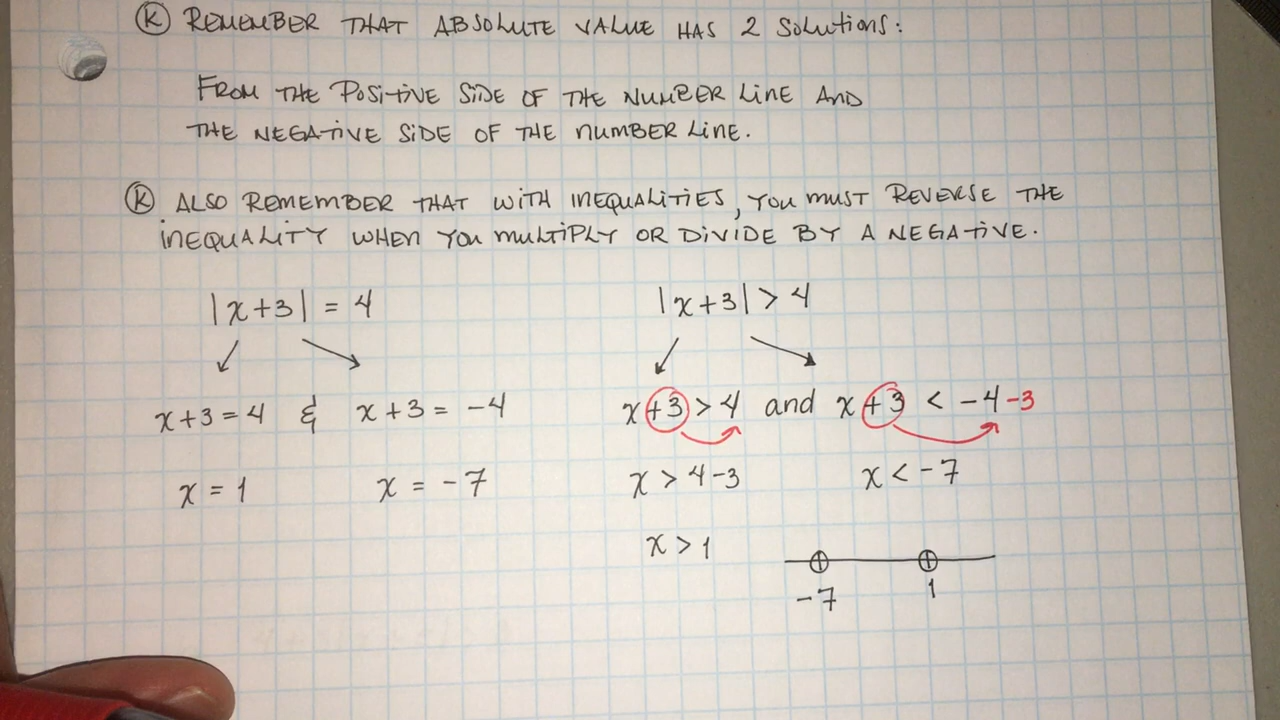 Ⓚ REMEMBER THAT ABSOLUTE VALUE HAS 2 SOLUTIONS:
FROM THE POSITIVE SIDE OF THE NUMBER LINE AND
THE NEGATIVE SIDE OF THE NUMBER LINE.
Ⓚ ALSO REMEMBER THAT WITH INEQUALITIES, YOU MUST REVERSE THE
INEQUALITY WHEN YOU MULTIPLY OR DIVIDE BY A NEGATIVE.
|x+3| = 4
|x+3| > 4
x+3=4 & x+3= -4
x+3 > 4 and x+3 < -4-3
x = 1
x = -7
x > 4-3
x < -7
x > 1
-7
1